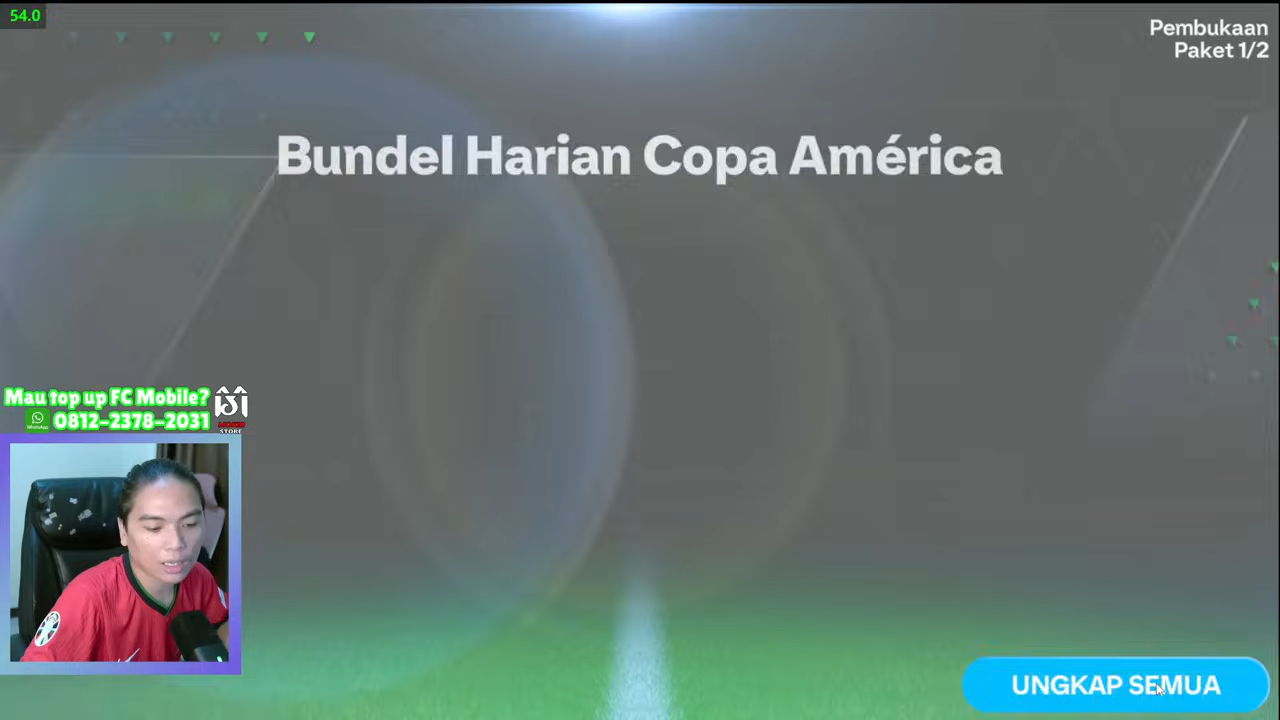 54.0
Pembukaan
Paket 1/2
Bundel Harian Copa América
Mau top up FC Mobile?
0812-2378-2031
STORE
UNGKAP SEMUA